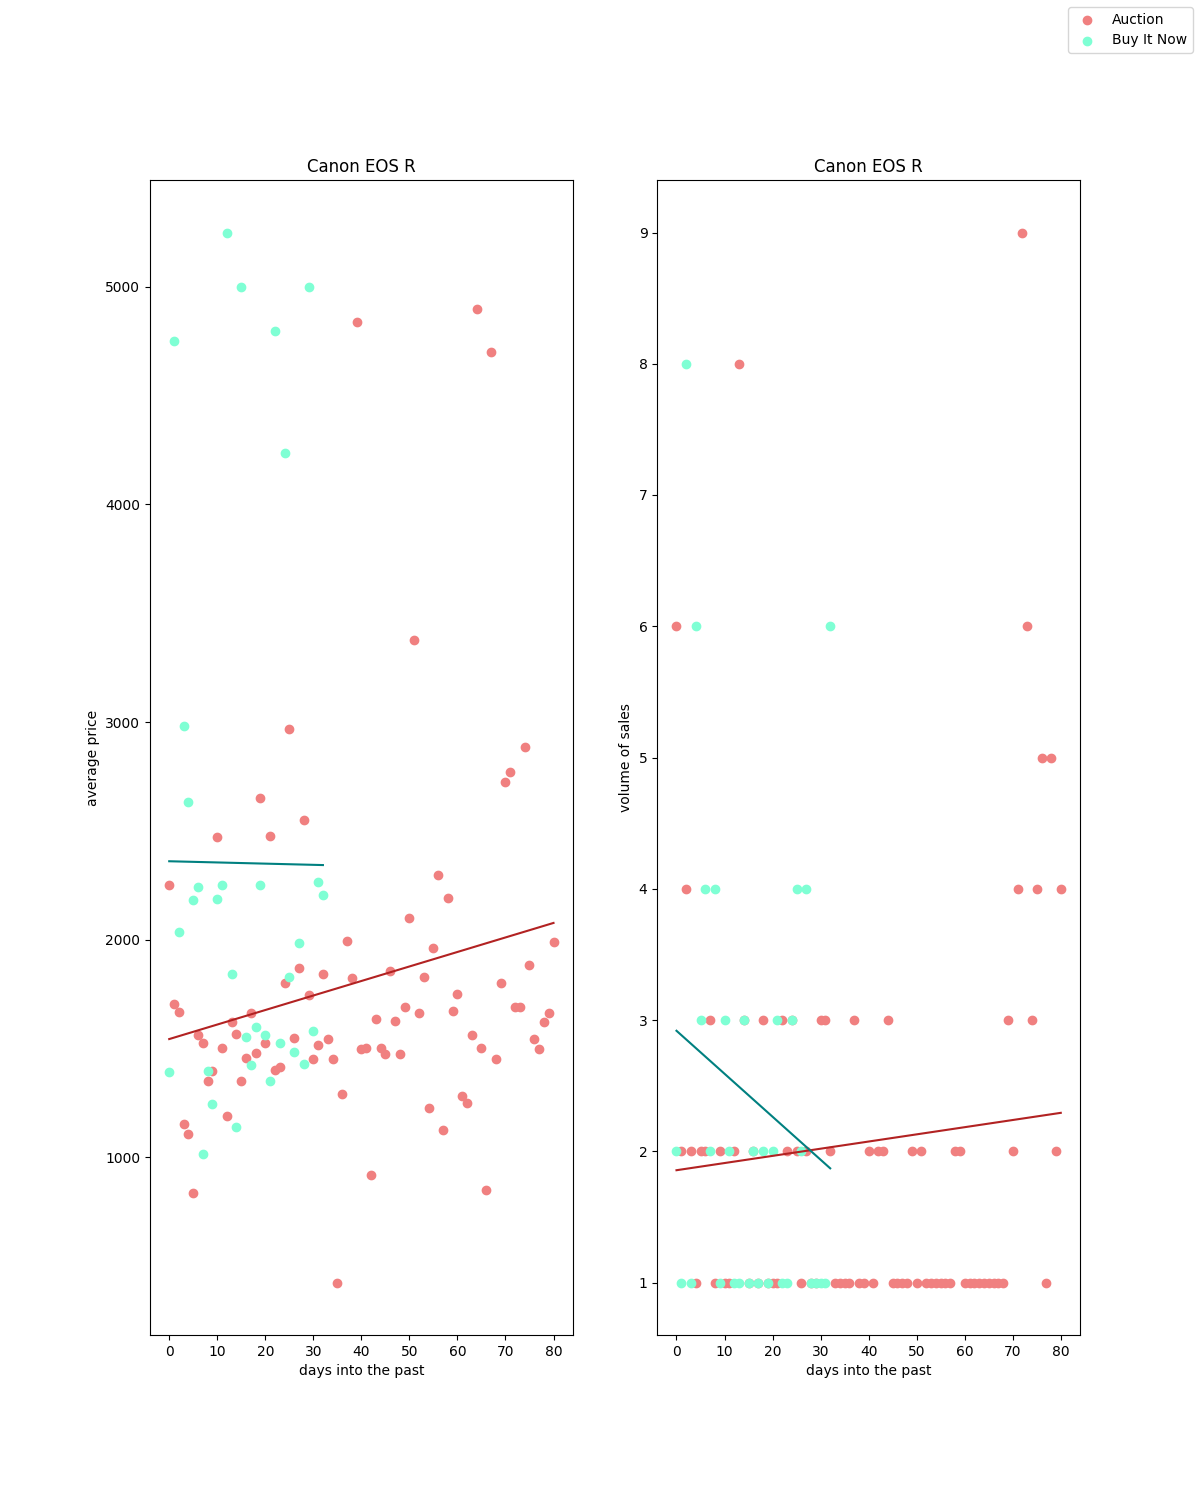 Auction
Buy It Now
Canon EOS R
average price
5000
4000
3000
2000
1000
0 10 20 30 40 50 60 70 80
days into the past
Canon EOS R
volume of sales
9
8
7
6
5
4
3
2
1
0 10 20 30 40 50 60 70 80
days into the past